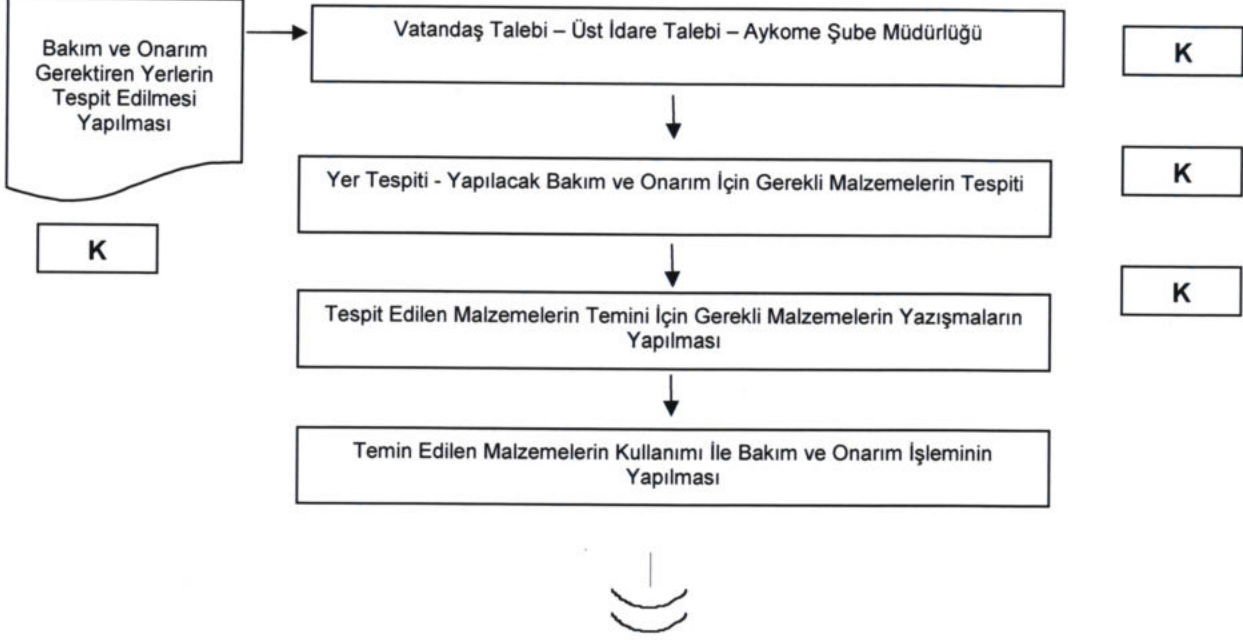 Bakım ve Onarım
Gerektiren Yerlerin
Tespit Edilmesi
Yapılması
K
Vatandaş Talebi – Üst İdare Talebi – Aykome Şube Müdürlüğü
K
Yer Tespiti - Yapılacak Bakım ve Onarım İçin Gerekli Malzemelerin Tespiti
K
Tespit Edilen Malzemelerin Temini İçin Gerekli Malzemelerin Yazışmaların
Yapılması
K
Temin Edilen Malzemelerin Kullanımı İle Bakım ve Onarım İşleminin
Yapılması